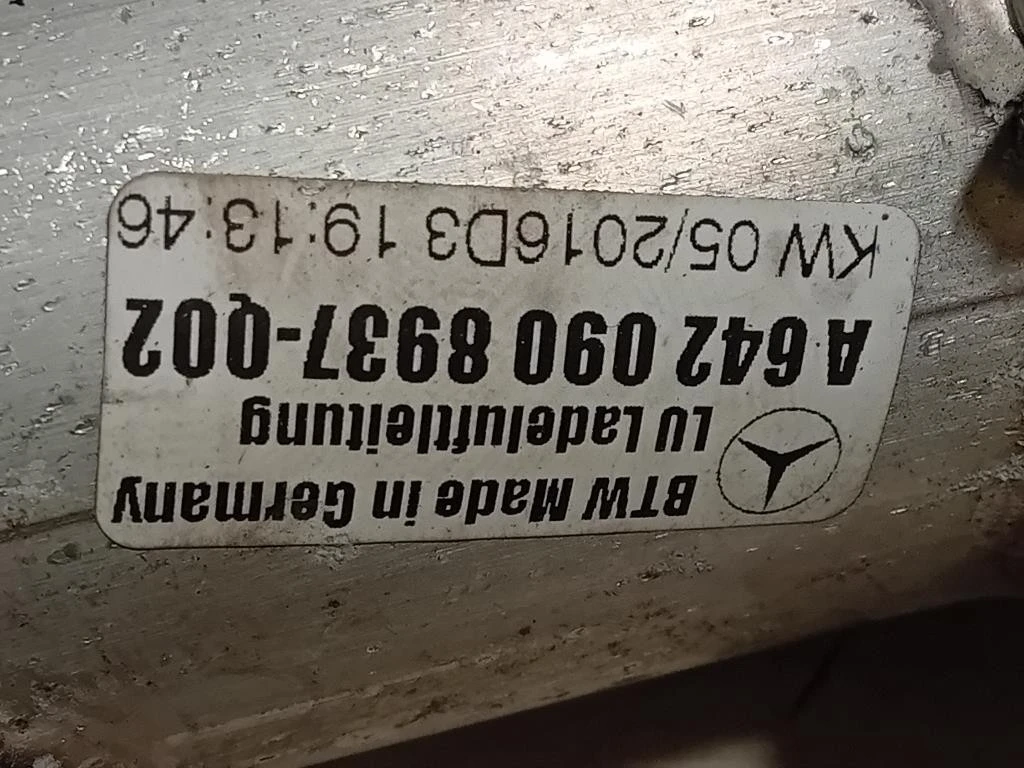 BTW Made in Germany
LU Ladeluftleitung
A 642 090 8937-Q02
KW 05/2016D3 19:13:46